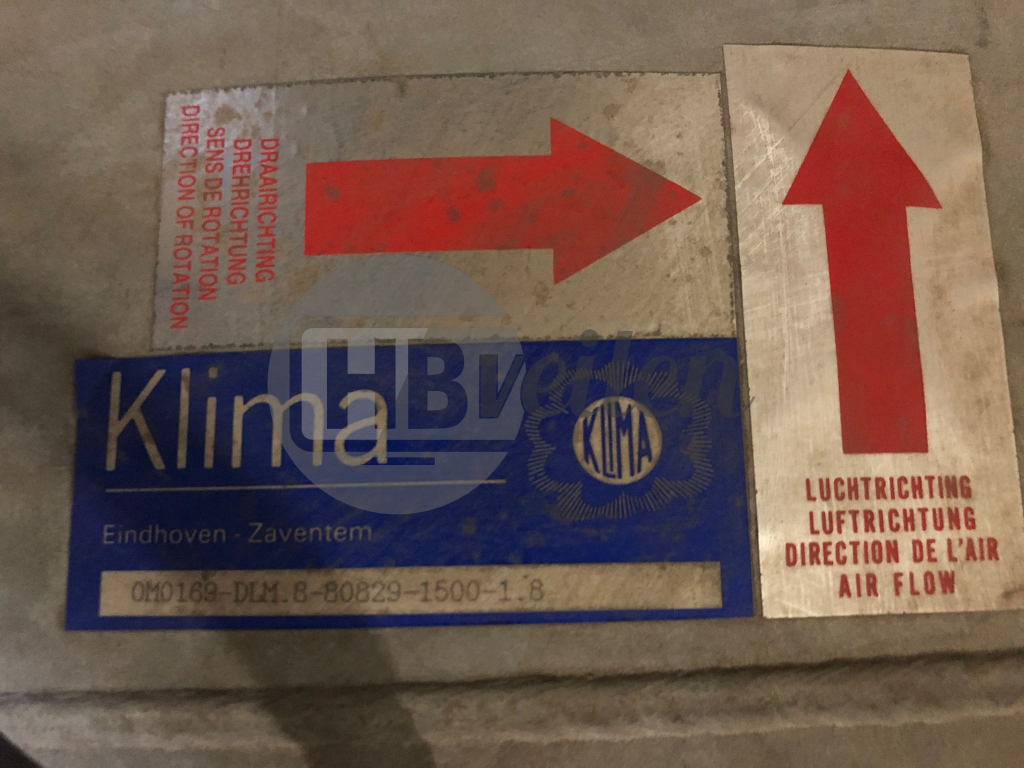 DRAAIRICHTING
DREHRICHTUNG
SENS DE ROTATION
DIRECTION OF ROTATION
Klima
KLIMA
Eindhoven - Zaventem
OM0169-DLM.8-80829-1500-1.8
LUCHTRICHTING
LUFTRICHTUNG
DIRECTION DE L'AIR
AIR FLOW
HBveilen